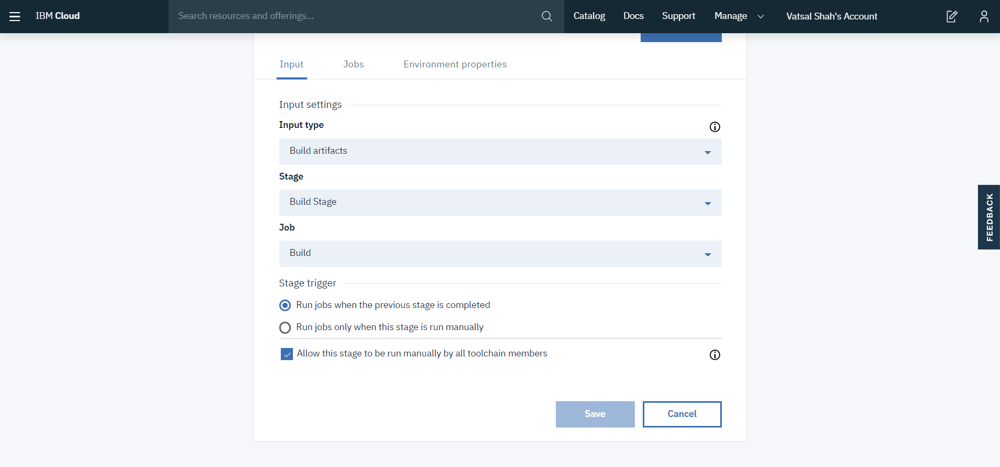 IBM Cloud
Search resources and offerings...
Catalog Docs Support Manage Vatsal Shah's Account
Input Jobs Environment properties
Input settings
Input type
Build artifacts
Stage
Build Stage
Job
Build
Stage trigger
Run jobs when the previous stage is completed
Run jobs only when this stage is run manually
Allow this stage to be run manually by all toolchain members
Save Cancel
FEEDBACK